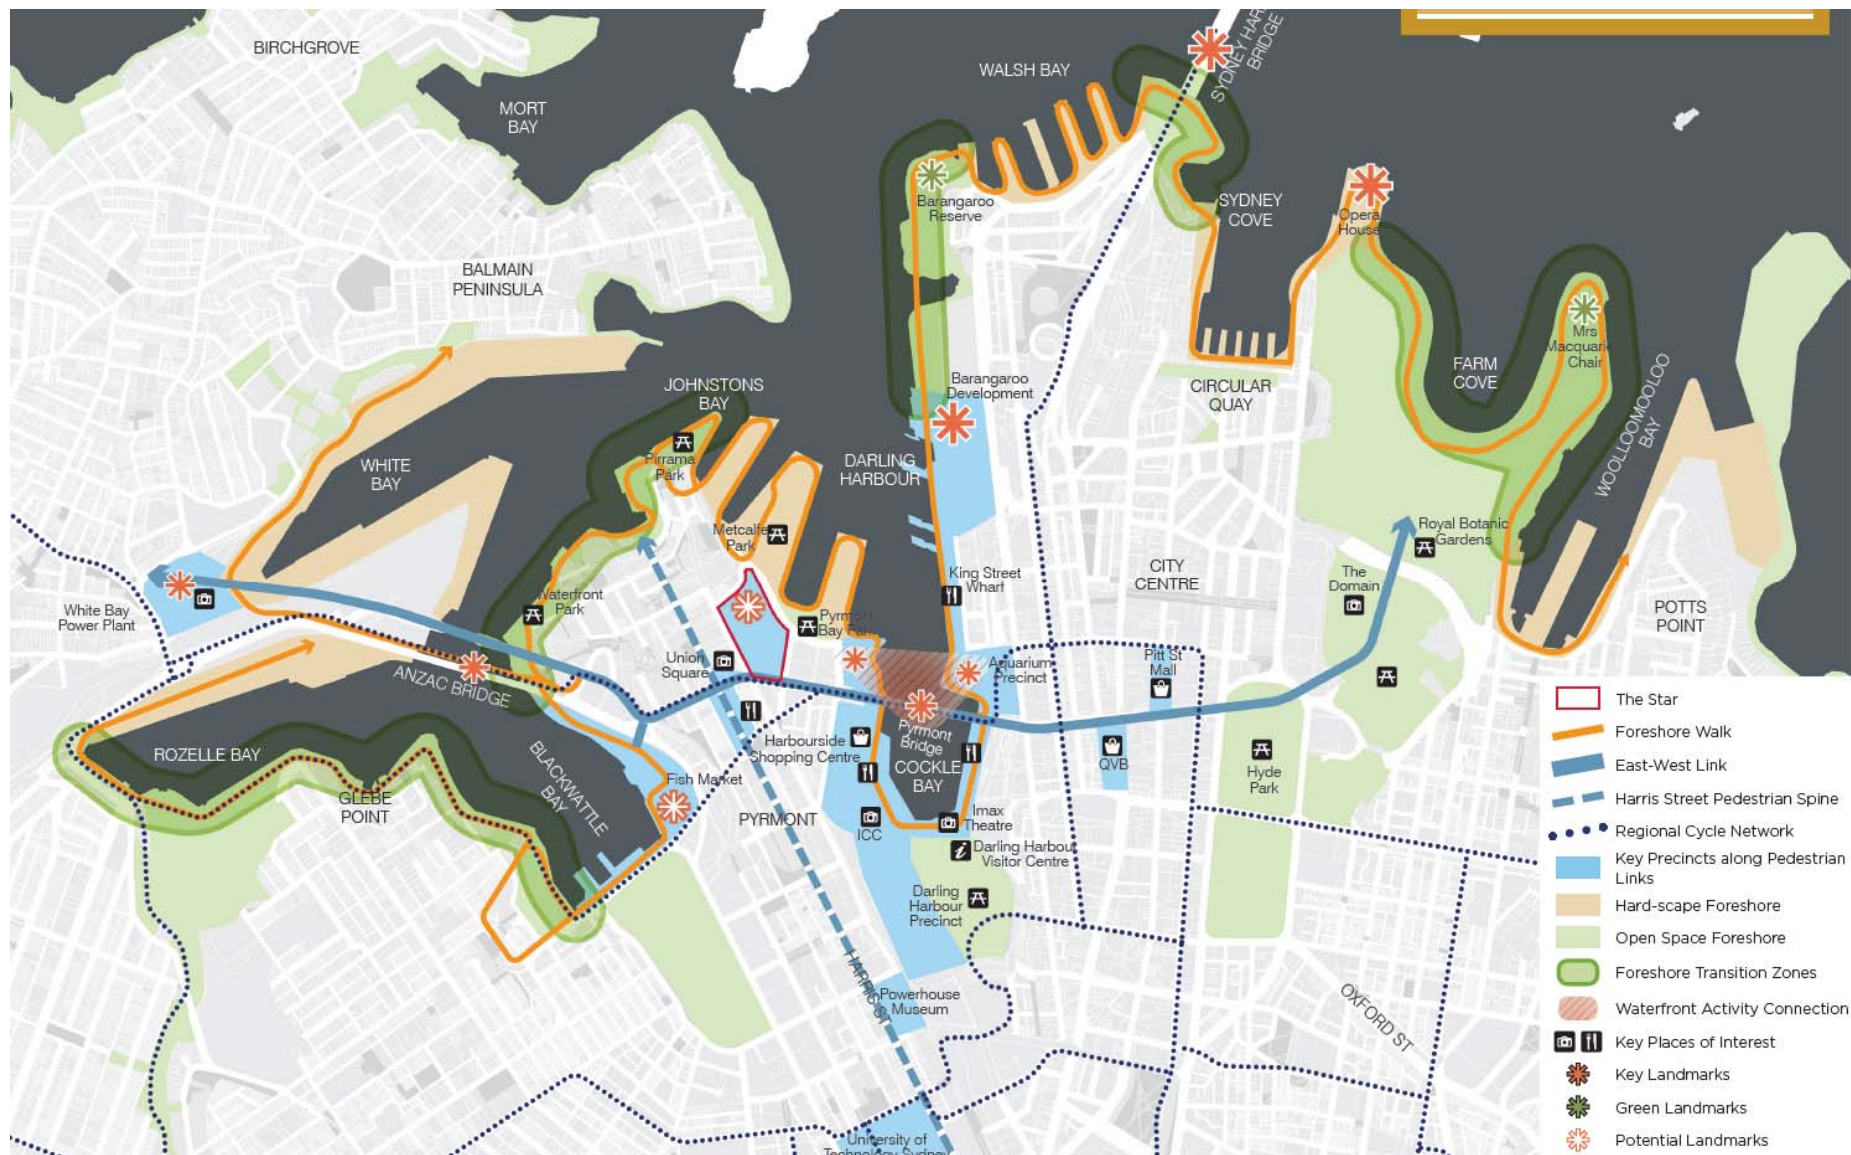 BIRCHGROVE
MORT
BAY
WALSH BAY
SYDNEY HAR
BRIDGE
Barangaroo
Reserve
SYDNEY
COVE
Opera
House
BALMAIN
PENINSULA
Mrs
Macquari
Chair
JOHNSTONS
BAY
Barangaroo
Development
CIRCULAR
QUAY
FARM
COVE
WOOLLOOMOOLOO
BAY
WHITE
BAY
Pirrama
Park
DARLING
HARBOUR
Metcalfe
Park
Royal Botanic
Gardens
King Street
Wharf
CITY
CENTRE
The
Domain
White Bay
Power Plant
Waterfront
Park
Pyrmont
Bay Park
POTTS
POINT
Union
Square
ANZAC BRIDGE
Aquarium
Precinct
Pitt St
Mall
Pyrmont
Bridge
ROZELLE BAY
BLACKWATTLE
BAY
Harbourside
Shopping Centre
COCKLE
BAY
QVB
Hyde
Park
Fish Market
GLEBE
POINT
PYRMONT
ICC
Imax
Theatre
Darling Harbour
Visitor Centre
Darling
Harbour
Precinct
HARRIS ST
Powerhouse
Museum
OXFORD ST
University of
Technology Sydney
The Star
Foreshore Walk
East-West Link
Harris Street Pedestrian Spine
Regional Cycle Network
Key Precincts along Pedestrian
Links
Hard-scape Foreshore
Open Space Foreshore
Foreshore Transition Zones
Waterfront Activity Connection
Key Places of Interest
Key Landmarks
Green Landmarks
Potential Landmarks